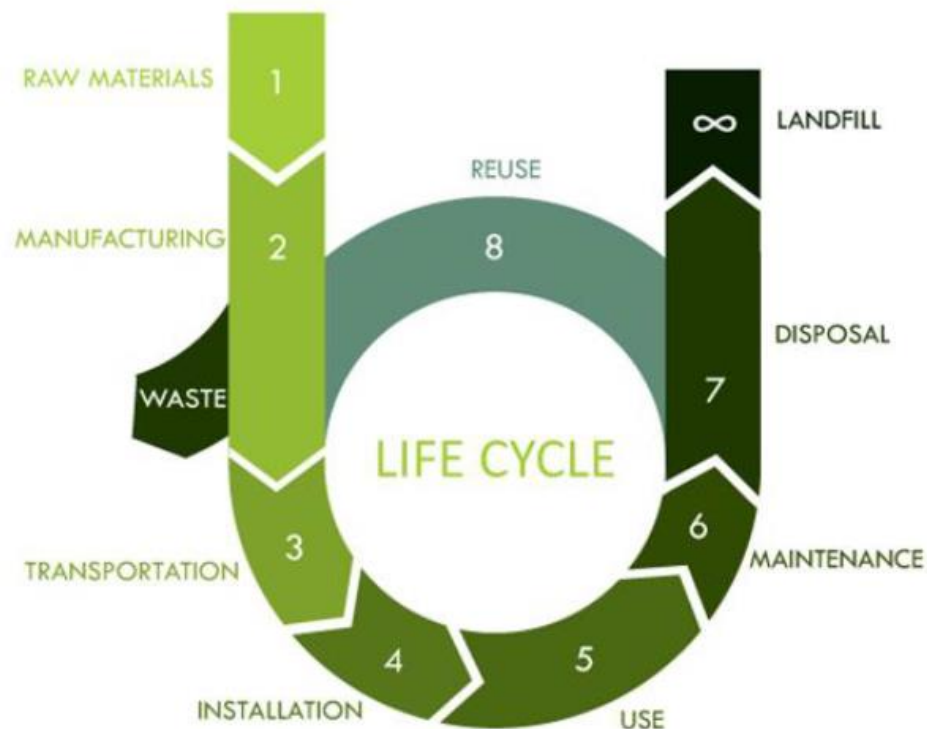 RAW MATERIALS
1
∞
LANDFILL
REUSE
MANUFACTURING
2
8
DISPOSAL
7
WASTE
LIFE CYCLE
6
MAINTENANCE
3
TRANSPORTATION
4
5
INSTALLATION
USE